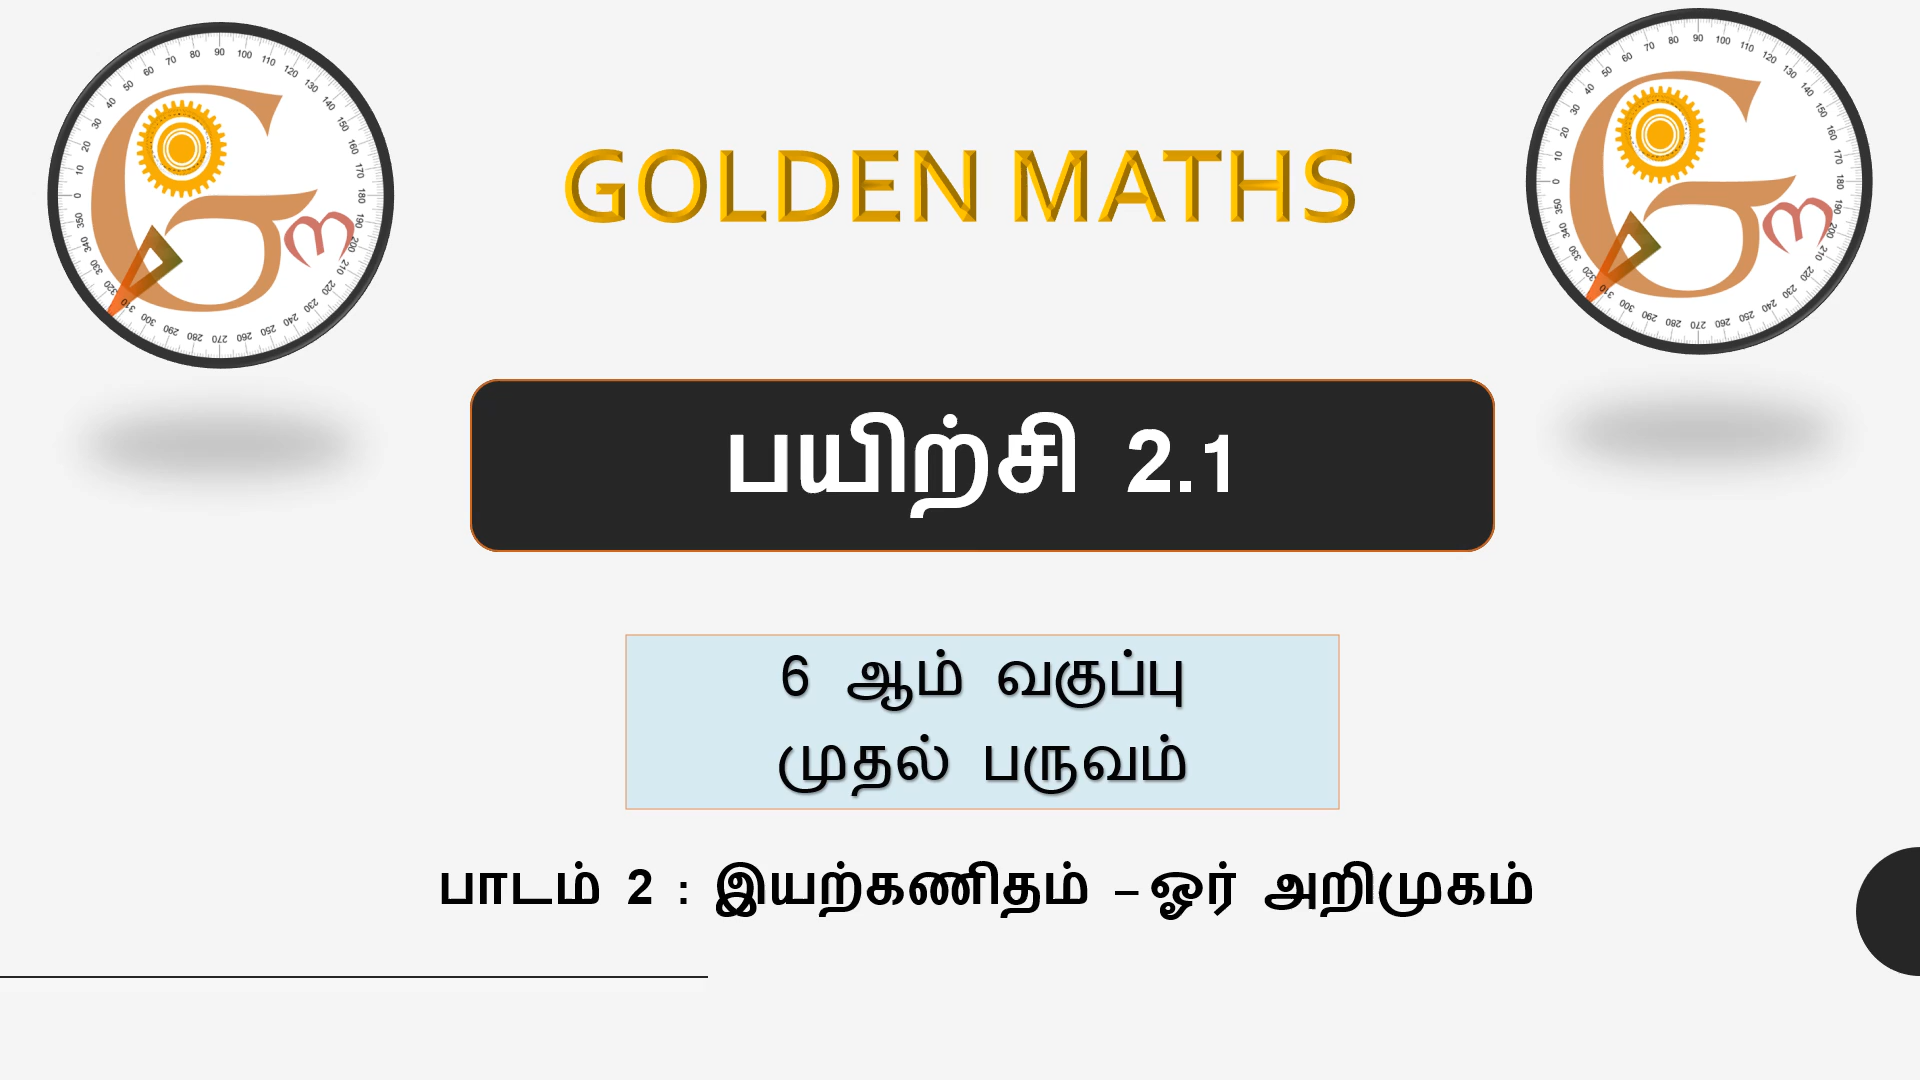 GOLDEN MATHS
பயிற்சி 2.1
6 ஆம் வகுப்பு
முதல் பருவம்
பாடம் 2 : இயற்கணிதம் – ஓர் அறிமுகம்